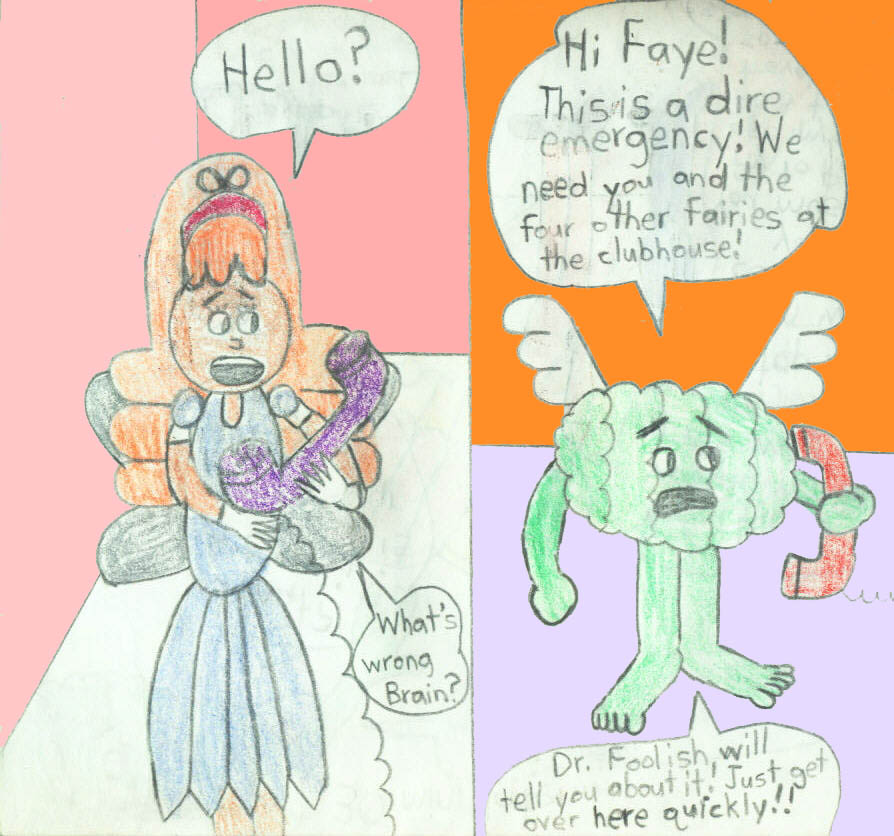 Hello?
What's
wrong
Brain?
Hi Faye!
This is a dire
emergency! We
need you and the
four other fairies at
the clubhouse!
Dr. Foolish, will
tell you about it! Just get
over here quickly!!